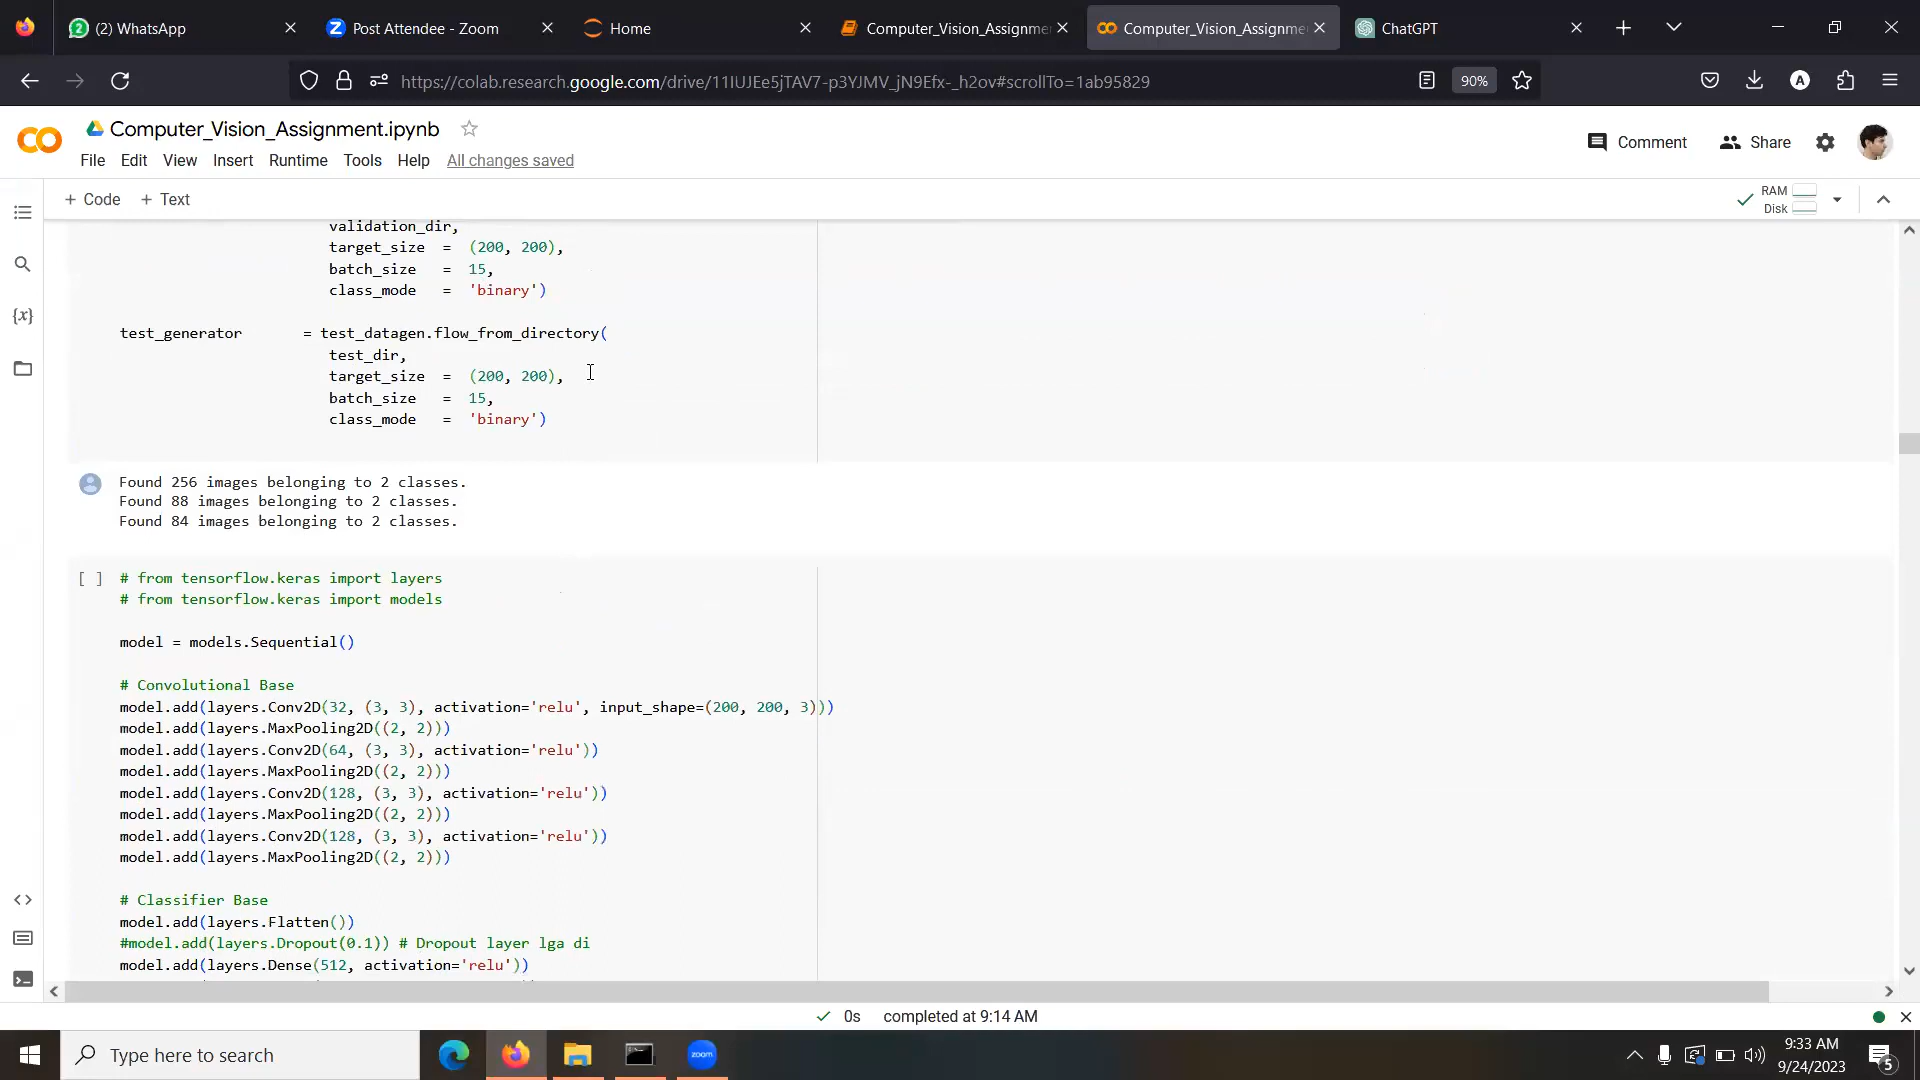 (2) WhatsApp
Post Attendee - Zoom
Home
Computer_Vision_Assignme
Computer_Vision_Assignme
ChatGPT
https://colab.research.google.com/drive/11IUJEe5jTAV7-p3YJMV_jN9Efx-_h2ov#scrollTo=1ab95829
90%
Computer_Vision_Assignment.ipynb
File Edit View Insert Runtime Tools Help All changes saved
Comment
Share
+ Code + Text
RAM
Disk
validation_dir,
target_size = (200, 200),
batch_size = 15,
class_mode = 'binary')
test_generator = test_datagen.flow_from_directory(
test_dir,
target_size = (200, 200),
batch_size = 15,
class_mode = 'binary')
Found 256 images belonging to 2 classes.
Found 88 images belonging to 2 classes.
Found 84 images belonging to 2 classes.
[ ] # from tensorflow.keras import layers
# from tensorflow.keras import models
model = models.Sequential()
# Convolutional Base
model.add(layers.Conv2D(32, (3, 3), activation='relu', input_shape=(200, 200, 3)))
model.add(layers.MaxPooling2D((2, 2)))
model.add(layers.Conv2D(64, (3, 3), activation='relu'))
model.add(layers.MaxPooling2D((2, 2)))
model.add(layers.Conv2D(128, (3, 3), activation='relu'))
model.add(layers.MaxPooling2D((2, 2)))
model.add(layers.Conv2D(128, (3, 3), activation='relu'))
model.add(layers.MaxPooling2D((2, 2)))
# Classifier Base
model.add(layers.Flatten())
#model.add(layers.Dropout(0.1)) # Dropout layer lga di
model.add(layers.Dense(512, activation='relu'))
0s completed at 9:14 AM
Type here to search
zoom
9:33 AM
9/24/2023
5